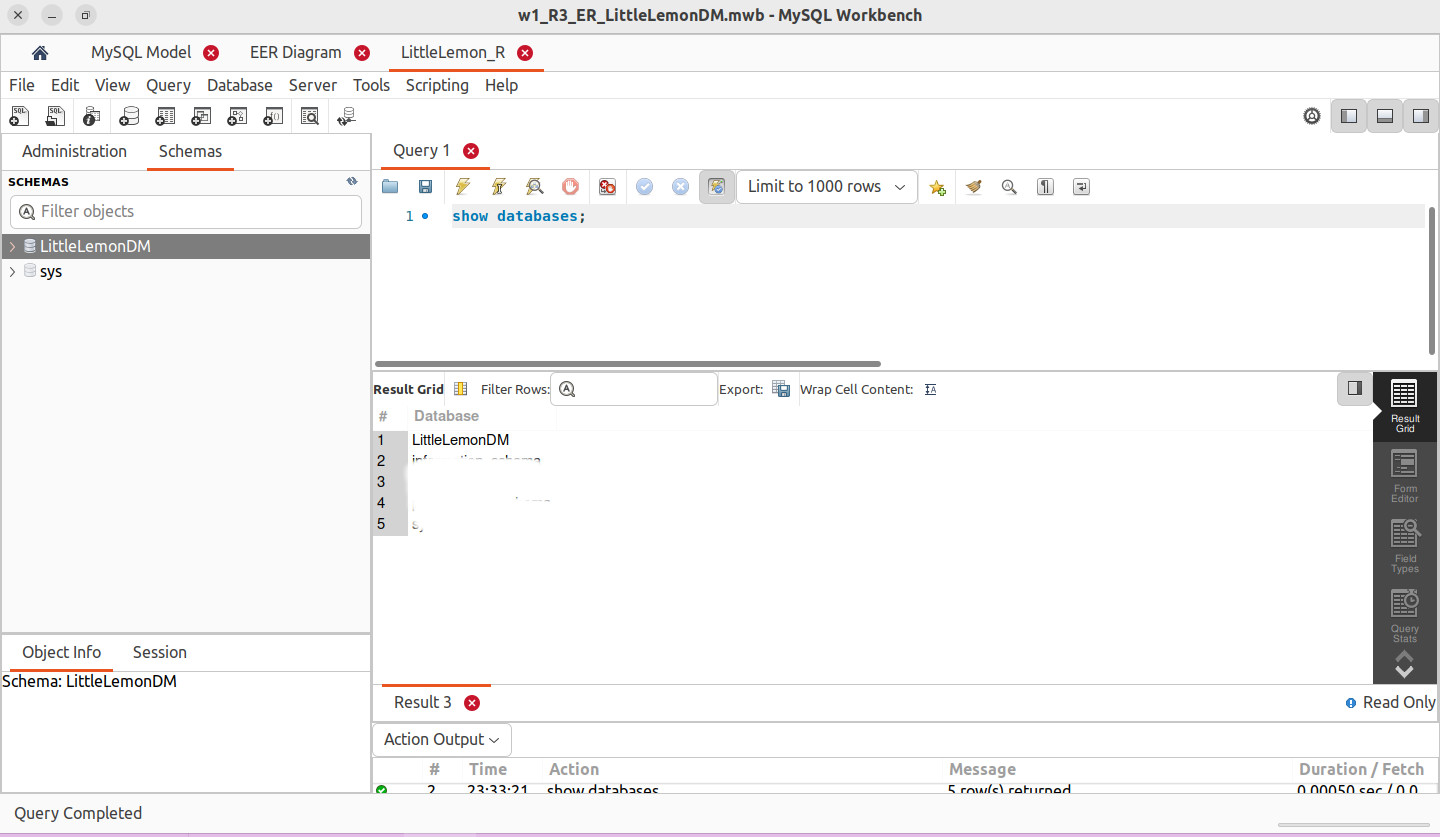 w1_R3_ER_LittleLemonDM.mwb - MySQL Workbench
MySQL Model EER Diagram LittleLemon_R
File Edit View Query Database Server Tools Scripting Help
Administration Schemas
SCHEMAS
Filter objects
LittleLemonDM
sys
Query 1
Limit to 1000 rows
1 show databases;
Result Grid Filter Rows: Export: Wrap Cell Content:
# Database
1 LittleLemonDM
2
3
4
5
Result
Grid
Form
Editor
Field
Types
Query
Stats
Object Info Session
Schema: LittleLemonDM
Result 3 Read Only
Action Output
# Time Action Message Duration / Fetch
2 23:33:21 show databases 5 row(s) returned 0.00050 sec / 0.0...
Query Completed